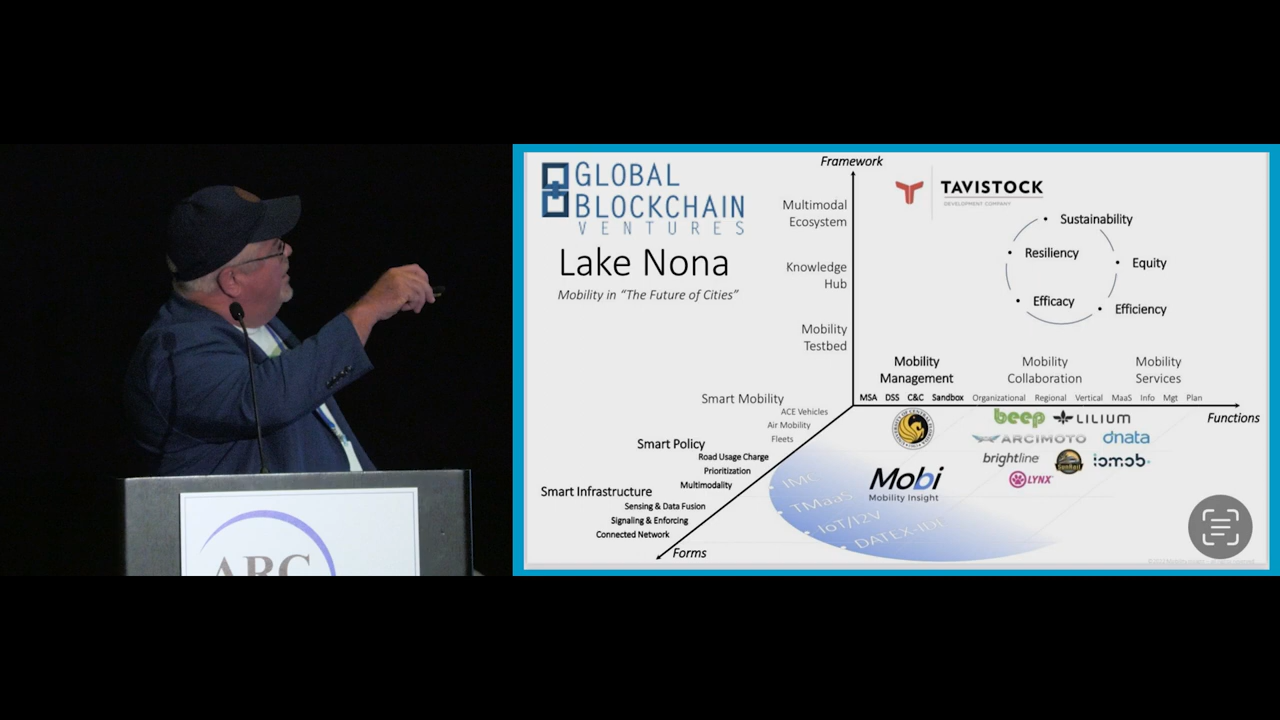 GLOBAL
BLOCKCHAIN
VENTURES
Lake Nona
Mobility in "The Future of Cities"
Framework
Multimodal
Ecosystem
Knowledge
Hub
Mobility
Testbed
TAVISTOCK
DEVELOPMENT COMPANY
• Sustainability
• Resiliency
• Equity
• Efficacy
• Efficiency
Mobility
Management
Mobility
Collaboration
Mobility
Services
MSA DSS C&C Sandbox Organizational Regional Vertical MaaS Info Mgt Plan
Functions
Smart Mobility
ACE Vehicles
Air Mobility
Fleets
Smart Policy
Road Usage Charge
Prioritization
Multimodality
Smart Infrastructure
Sensing & Data Fusion
Signaling & Enforcing
Connected Network
Forms
beep LILIUM
ARCIMOTO dnata
brightline SunRail iomob
LYNX
Mobi
Mobility Insight
• IMC
• TMaaS
• IoT/I2V
• DATEX-
ARC